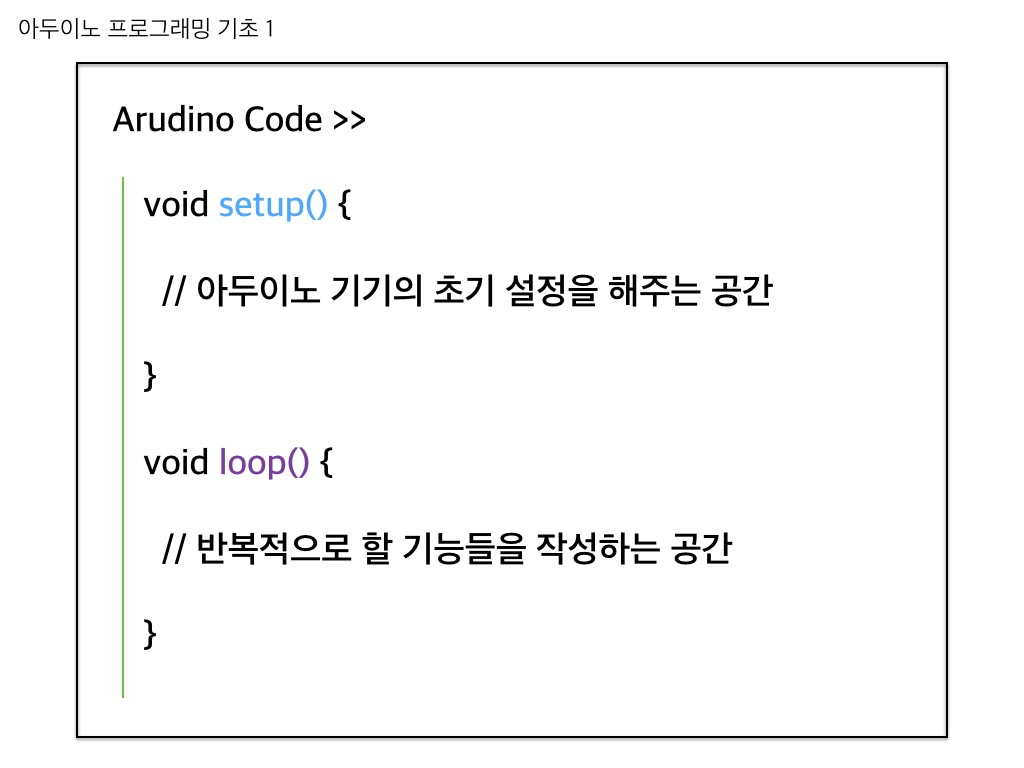 아두이노 프로그래밍 기초 1
Arudino Code >>
void setup() {
// 아두이노 기기의 초기 설정을 해주는 공간
}
void loop() {
// 반복적으로 할 기능들을 작성하는 공간
}